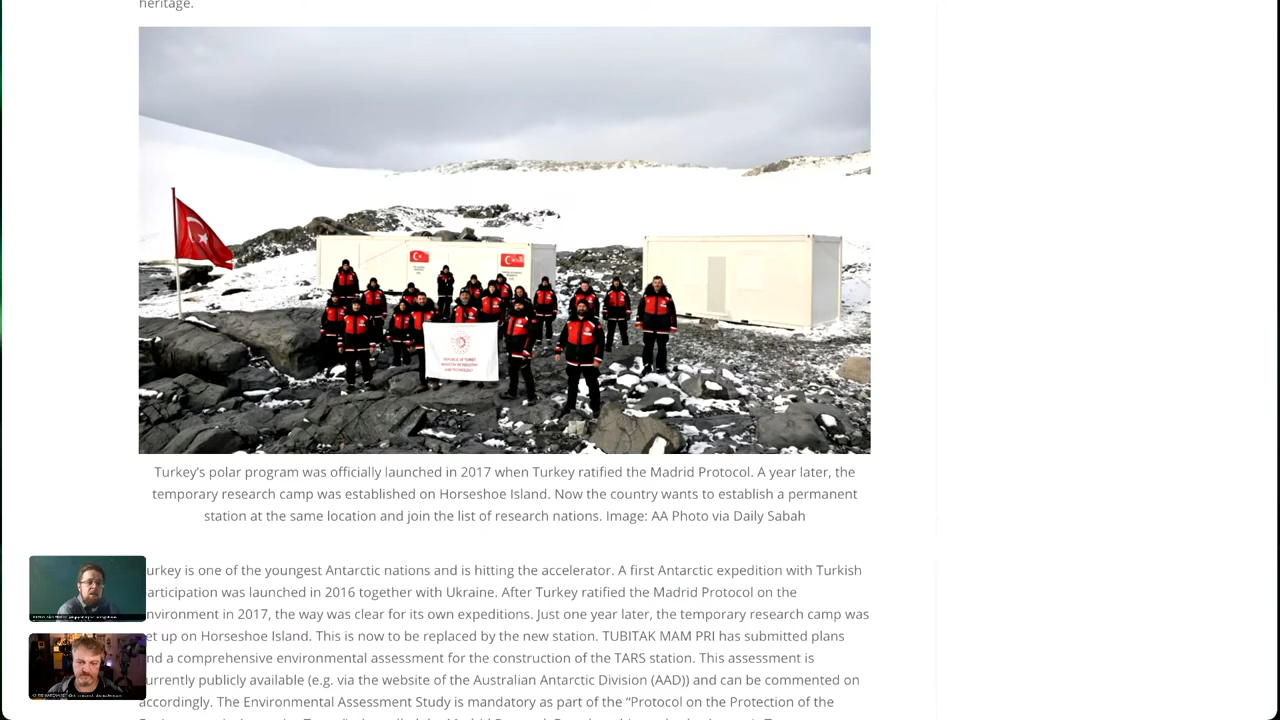 heritage.
REPUBLIC OF TURKEY
MINISTRY OF INDUSTRY
AND TECHNOLOGY
Turkey’s polar program was officially launched in 2017 when Turkey ratified the Madrid Protocol. A year later, the
temporary research camp was established on Horseshoe Island. Now the country wants to establish a permanent
station at the same location and join the list of research nations. Image: AA Photo via Daily Sabah
urkey is one of the youngest Antarctic nations and is hitting the accelerator. A first Antarctic expedition with Turkish
articipation was launched in 2016 together with Ukraine. After Turkey ratified the Madrid Protocol on the
nvironment in 2017, the way was clear for its own expeditions. Just one year later, the temporary research camp was
et up on Horseshoe Island. This is now to be replaced by the new station. TUBITAK MAM PRI has submitted plans
nd a comprehensive environmental assessment for the construction of the TARS station. This assessment is
urrently publicly available (e.g. via the website of the Australian Antarctic Division (AAD)) and can be commented on
accordingly. The Environmental Assessment Study is mandatory as part of the “Protocol on the Protection of the